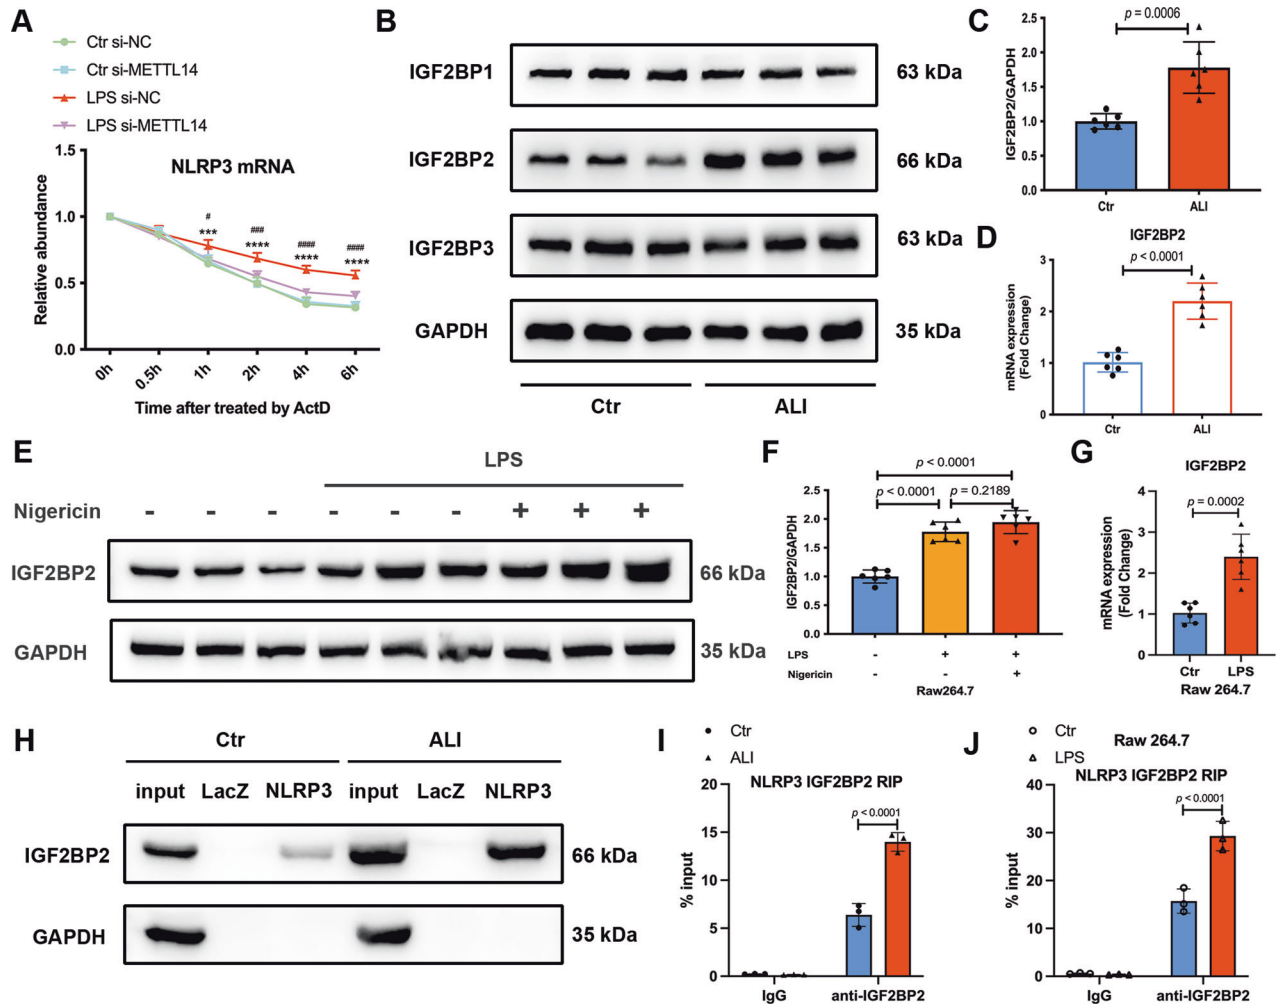 A
Ctr si-NC
Ctr si-METTL14
LPS si-NC
LPS si-METTL14
NLRP3 mRNA
Relative abundance
1.5
1.0
0.5
0.0
# ### #### ####
*** **** **** ****
0h 0.5h 1h 2h 4h 6h
Time after treated by ActD
B
IGF2BP1 63 kDa
IGF2BP2 66 kDa
IGF2BP3 63 kDa
GAPDH 35 kDa
Ctr ALI
C
p = 0.0006
IGF2BP2/GAPDH
2.5
2.0
1.5
1.0
0.5
0.0
Ctr ALI
D
IGF2BP2
p < 0.0001
mRNA expression
(Fold Change)
3
2
1
0
Ctr ALI
E
LPS
Nigericin - - - - - - + + +
IGF2BP2 66 kDa
GAPDH 35 kDa
F
p < 0.0001
p < 0.0001 p = 0.2189
IGF2BP2/GAPDH
2.5
2.0
1.5
1.0
0.5
0.0
LPS - + +
Nigericin - - +
Raw264.7
G
IGF2BP2
p = 0.0002
mRNA expression
(Fold Change)
4
3
2
1
0
Ctr LPS
Raw 264.7
H
Ctr ALI
input LacZ NLRP3 input LacZ NLRP3
IGF2BP2 66 kDa
GAPDH 35 kDa
I
Ctr
ALI
NLRP3 IGF2BP2 RIP
p < 0.0001
% input
20
15
10
5
0
IgG anti-IGF2BP2
J
Ctr
LPS
Raw 264.7
NLRP3 IGF2BP2 RIP
p < 0.0001
% input
40
30
20
10
0
IgG anti-IGF2BP2